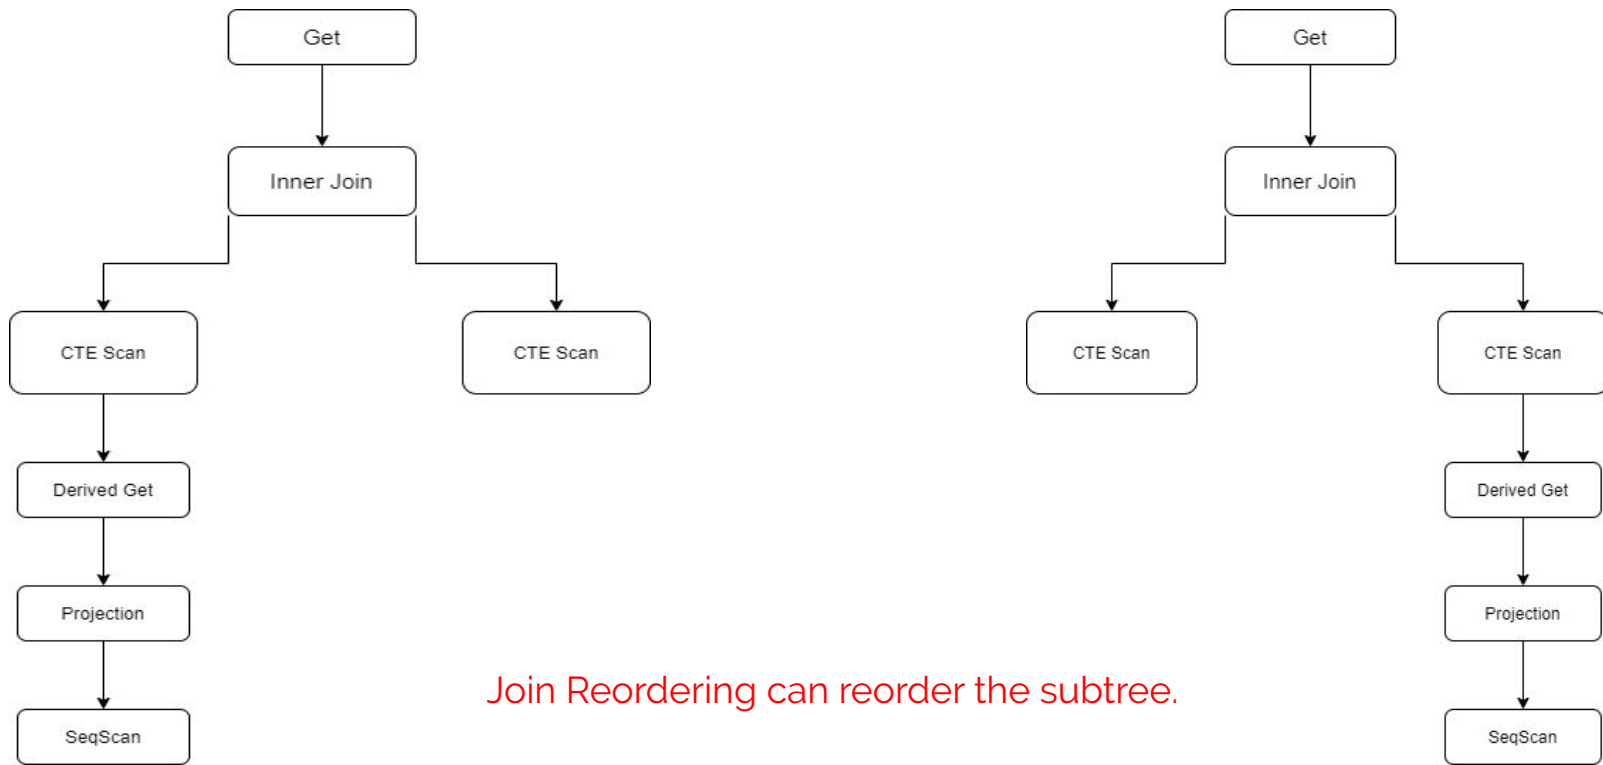 Get
Inner Join
CTE Scan
CTE Scan
Derived Get
Projection
SeqScan
Get
Inner Join
CTE Scan
CTE Scan
Derived Get
Projection
SeqScan
Join Reordering can reorder the subtree.